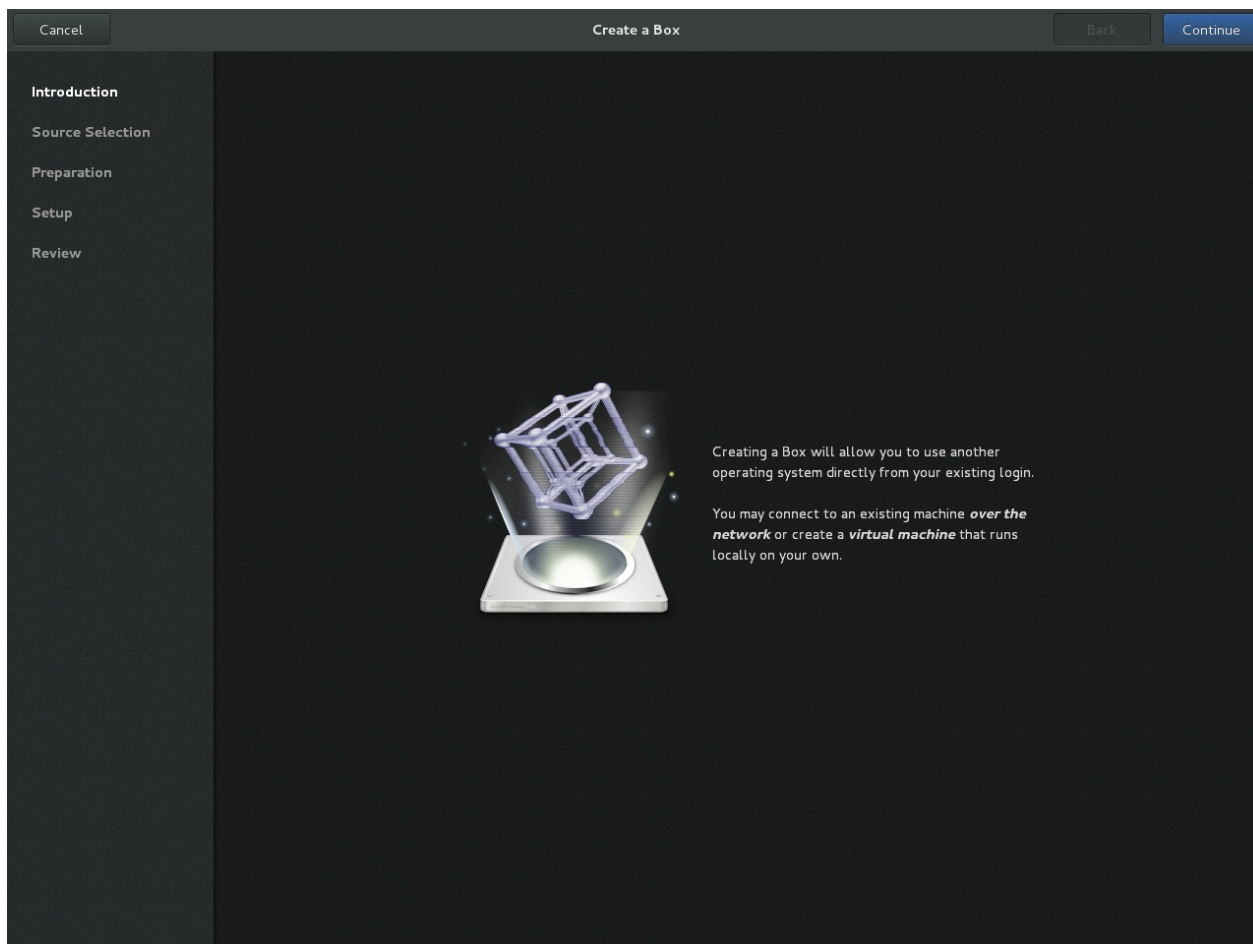 Cancel
Create a Box
Back
Continue
Introduction
Source Selection
Preparation
Setup
Review
Creating a Box will allow you to use another
operating system directly from your existing login.
You may connect to an existing machine over the
network or create a virtual machine that runs
locally on your own.